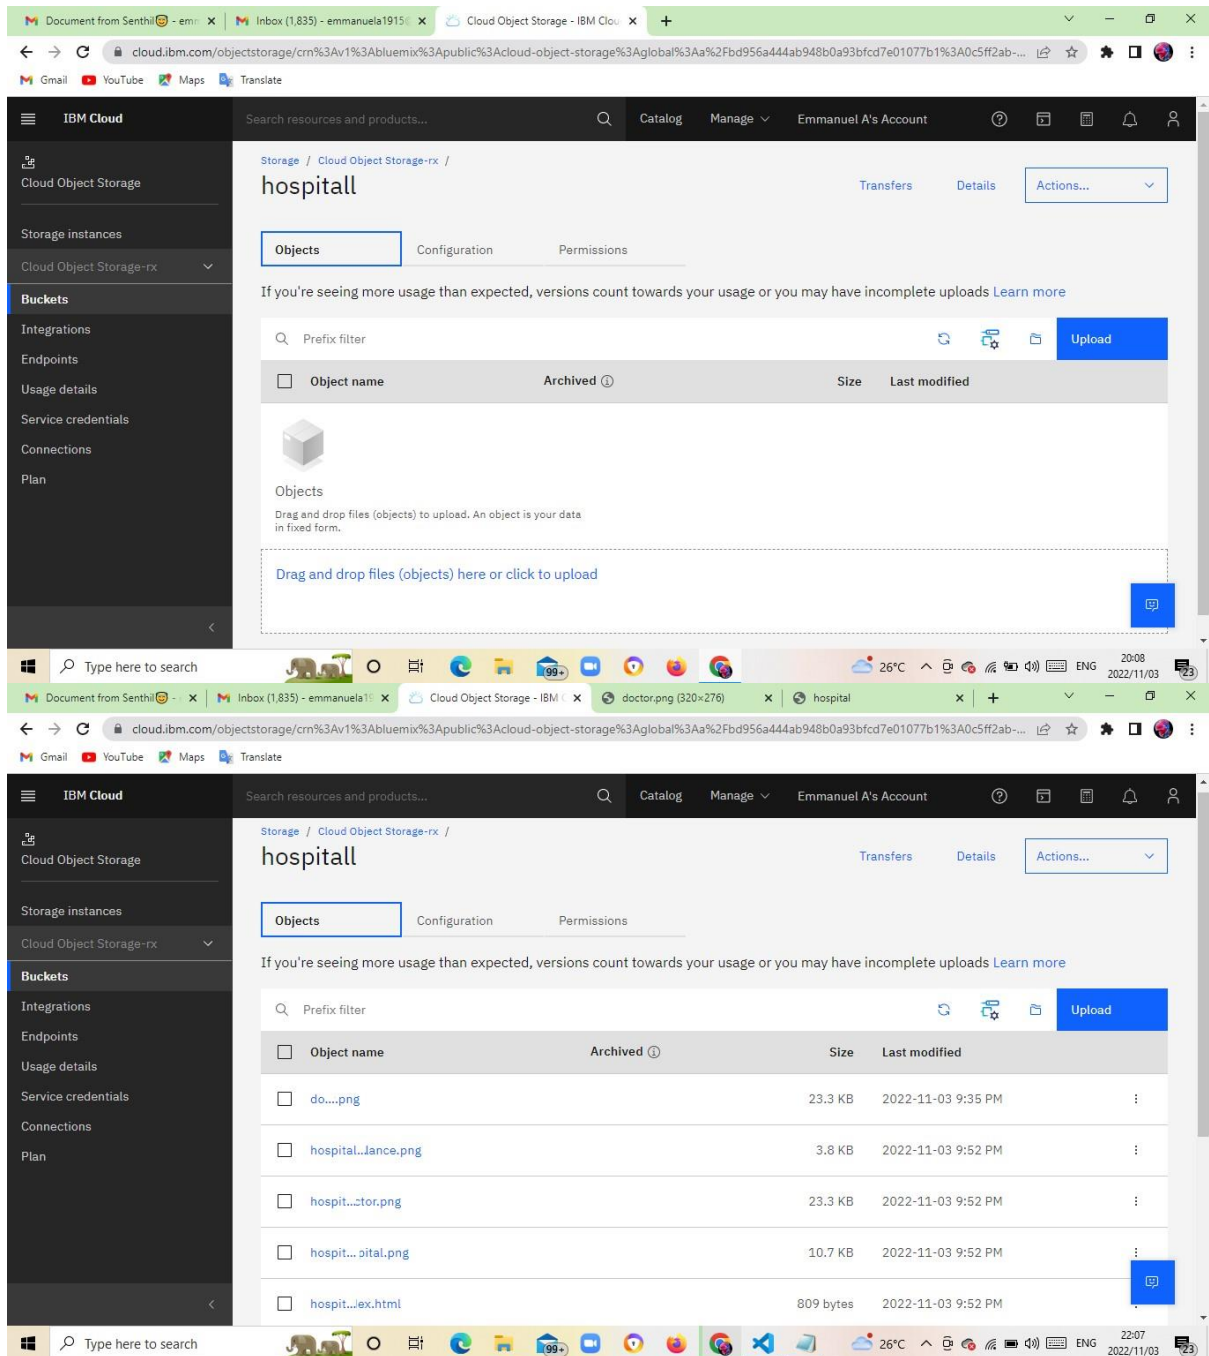 Document from Senthil - em
Inbox (1,835) - emmanuela1915
Cloud Object Storage - IBM Clou
cloud.ibm.com/objectstorage/crn%3Av1%3Abluemix%3Apublic%3Acloud-object-storage%3Aglobal%3Aa%2Fbd956a444ab948b0a93bfcd7e01077b1%3A0c5ff2ab-...
Gmail YouTube Maps Translate
IBM Cloud
Search resources and products...
Catalog Manage Emmanuel A's Account
Cloud Object Storage
Storage instances
Cloud Object Storage-rx
Buckets
Integrations
Endpoints
Usage details
Service credentials
Connections
Plan
Storage / Cloud Object Storage-rx /
hospitall
Transfers Details Actions...
Objects Configuration Permissions
If you're seeing more usage than expected, versions count towards your usage or you may have incomplete uploads Learn more
Prefix filter
Upload
Object name Archived Size Last modified
Objects
Drag and drop files (objects) to upload. An object is your data
in fixed form.
Drag and drop files (objects) here or click to upload
Type here to search
99+
26°C
ENG
20:08
2022/11/03
23
Document from Senthil -
Inbox (1,835) - emmanuela19
Cloud Object Storage - IBM C
doctor.png (320×276)
hospital
cloud.ibm.com/objectstorage/crn%3Av1%3Abluemix%3Apublic%3Acloud-object-storage%3Aglobal%3Aa%2Fbd956a444ab948b0a93bfcd7e01077b1%3A0c5ff2ab-...
Gmail YouTube Maps Translate
IBM Cloud
Search resources and products...
Catalog Manage Emmanuel A's Account
Cloud Object Storage
Storage instances
Cloud Object Storage-rx
Buckets
Integrations
Endpoints
Usage details
Service credentials
Connections
Plan
Storage / Cloud Object Storage-rx /
hospitall
Transfers Details Actions...
Objects Configuration Permissions
If you're seeing more usage than expected, versions count towards your usage or you may have incomplete uploads Learn more
Prefix filter
Upload
Object name Archived Size Last modified
do....png 23.3 KB 2022-11-03 9:35 PM
hospital...lance.png 3.8 KB 2022-11-03 9:52 PM
hospit...ctor.png 23.3 KB 2022-11-03 9:52 PM
hospit... pital.png 10.7 KB 2022-11-03 9:52 PM
hospit...dex.html 809 bytes 2022-11-03 9:52 PM
Type here to search
99+
26°C
ENG
22:07
2022/11/03
23